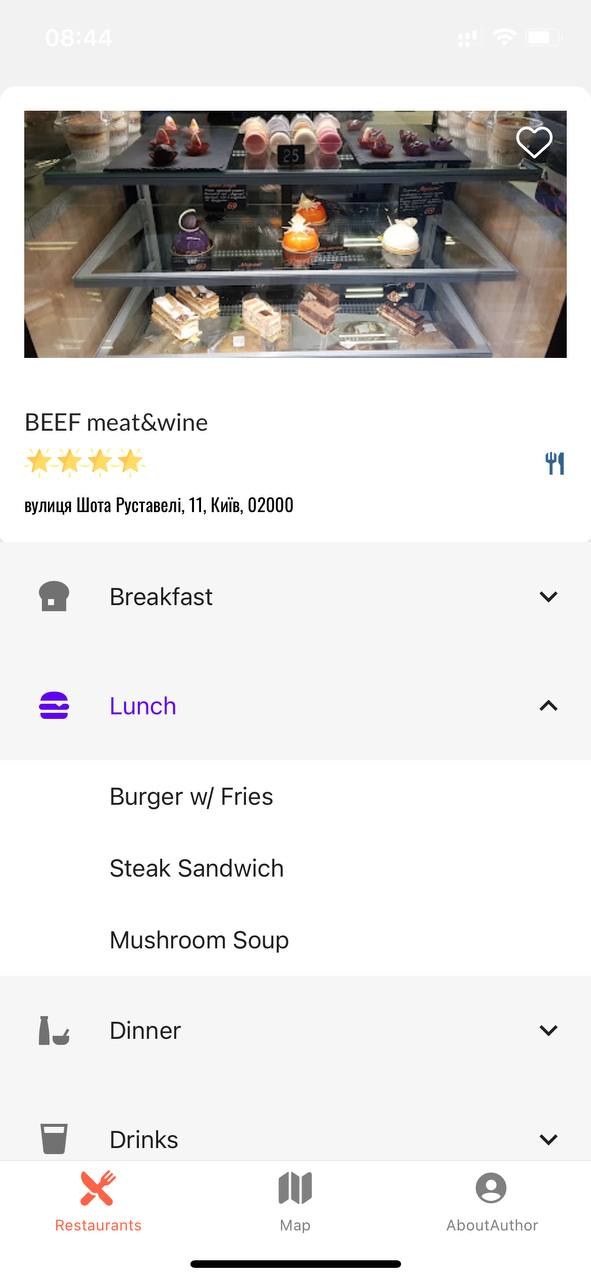 08:44
25
BEEF meat&wine
вулиця Шота Руставелі, 11, Київ, 02000
Breakfast
Lunch
Burger w/ Fries
Steak Sandwich
Mushroom Soup
Dinner
Drinks
Restaurants
Map
AboutAuthor